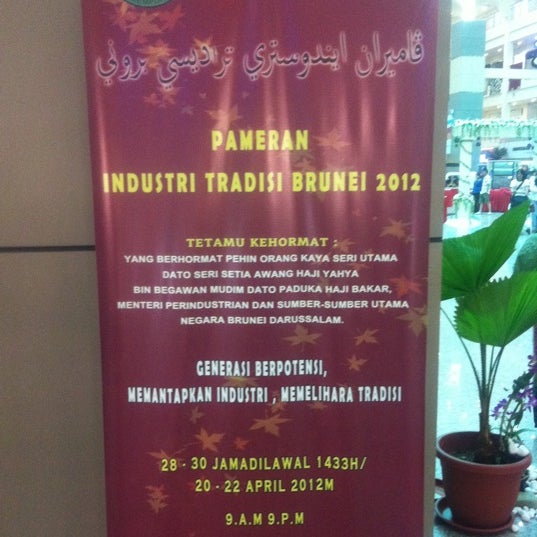 ڤاميران ايندوستري تراديسي بروني
PAMERAN
INDUSTRI TRADISI BRUNEI 2012
TETAMU KEHORMAT :
YANG BERHORMAT PEHIN ORANG KAYA SERI UTAMA
DATO SERI SETIA AWANG HAJI YAHYA
BIN BEGAWAN MUDIM DATO PADUKA HAJI BAKAR,
MENTERI PERINDUSTRIAN DAN SUMBER-SUMBER UTAMA
NEGARA BRUNEI DARUSSALAM.
GENERASI BERPOTENSI,
MEMANTAPKAN INDUSTRI , MEMELIHARA TRADISI
28 - 30 JAMADILAWAL 1433H/
20 - 22 APRIL 2012M
9.A.M 9.P.M